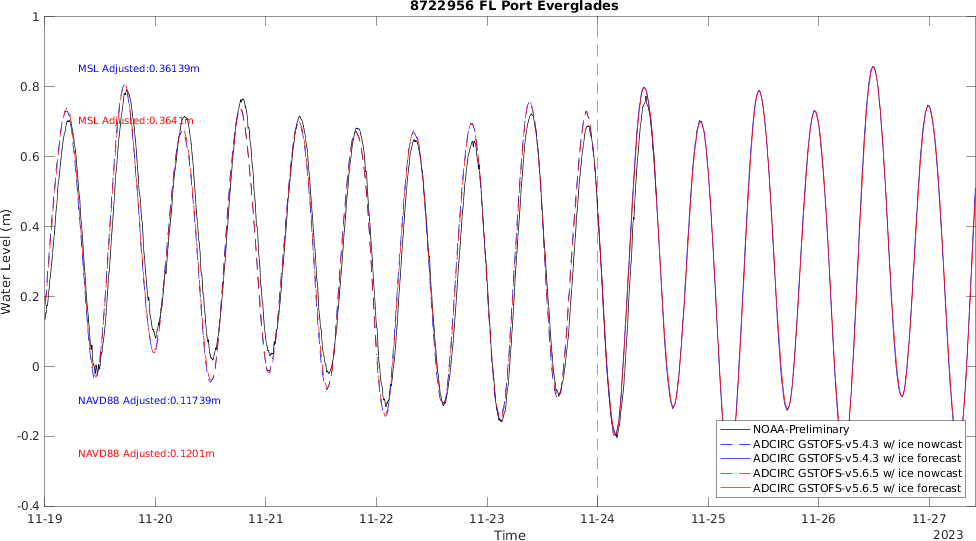 8722956 FL Port Everglades
1
0.8
0.6
0.4
0.2
0
-0.2
-0.4
Water Level (m)
MSL Adjusted:0.36139m
MSL Adjusted:0.3641m
NAVD88 Adjusted:0.11739m
NAVD88 Adjusted:0.1201m
NOAA-Preliminary
ADCIRC GSTOFS-v5.4.3 w/ ice nowcast
ADCIRC GSTOFS-v5.4.3 w/ ice forecast
ADCIRC GSTOFS-v5.6.5 w/ ice nowcast
ADCIRC GSTOFS-v5.6.5 w/ ice forecast
11-19 11-20 11-21 11-22 11-23 11-24 11-25 11-26 11-27
Time
2023